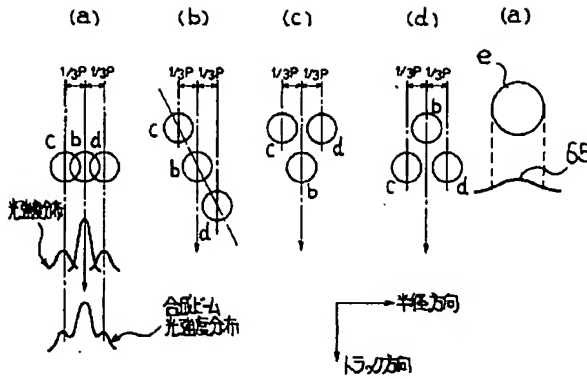 (a) (b) (c) (d) (a)
1/3P 1/3P 1/3P 1/3P 1/3P 1/3P 1/3P 1/3P
c b d
c
b
d
c
d
b
b
c
d
e
65
光強度分布
合成ビーム
光強度分布
半径方向
トラック方向